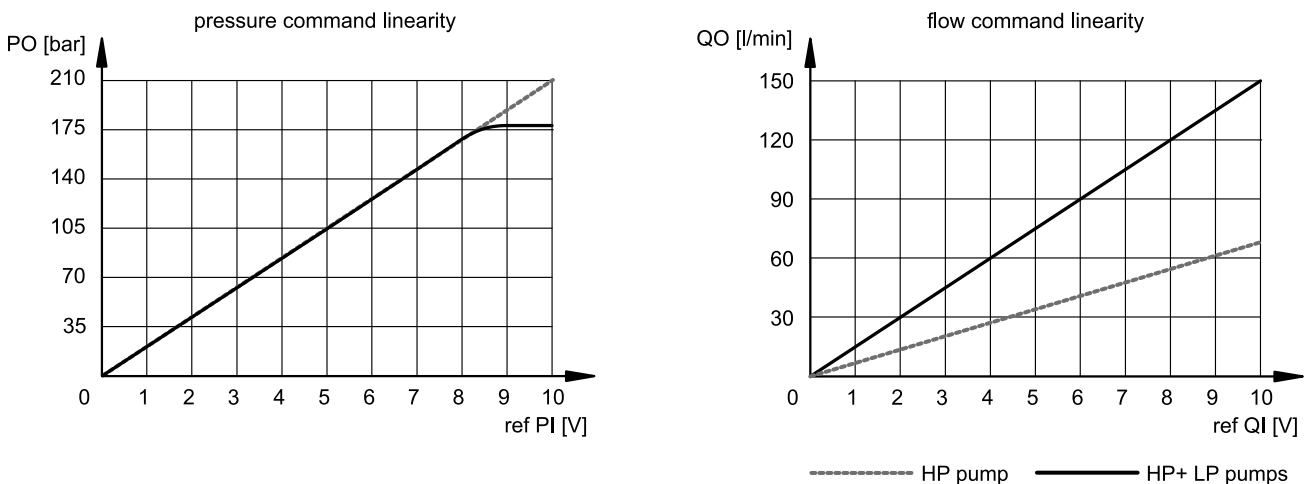 pressure command linearity
PO [bar]
210
175
140
105
70
35
0 1 2 3 4 5 6 7 8 9 10
ref PI [V]
flow command linearity
QO [l/min]
150
120
90
60
30
0 1 2 3 4 5 6 7 8 9 10
ref QI [V]
HP pump HP+ LP pumps